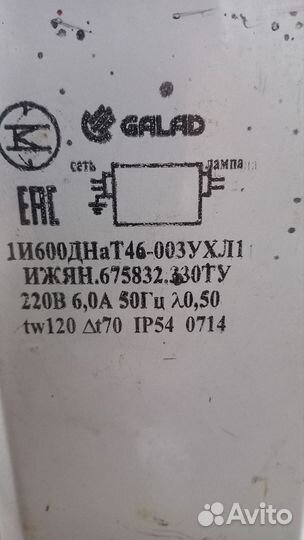 GALAD
сеть лампа
EAC
1И600ДНаТ46-003УХЛ1
ИЖЯН.675832.330ТУ
220В 6,0А 50Гц λ0,50
tw120 Δt70 IP54 0714
Avito